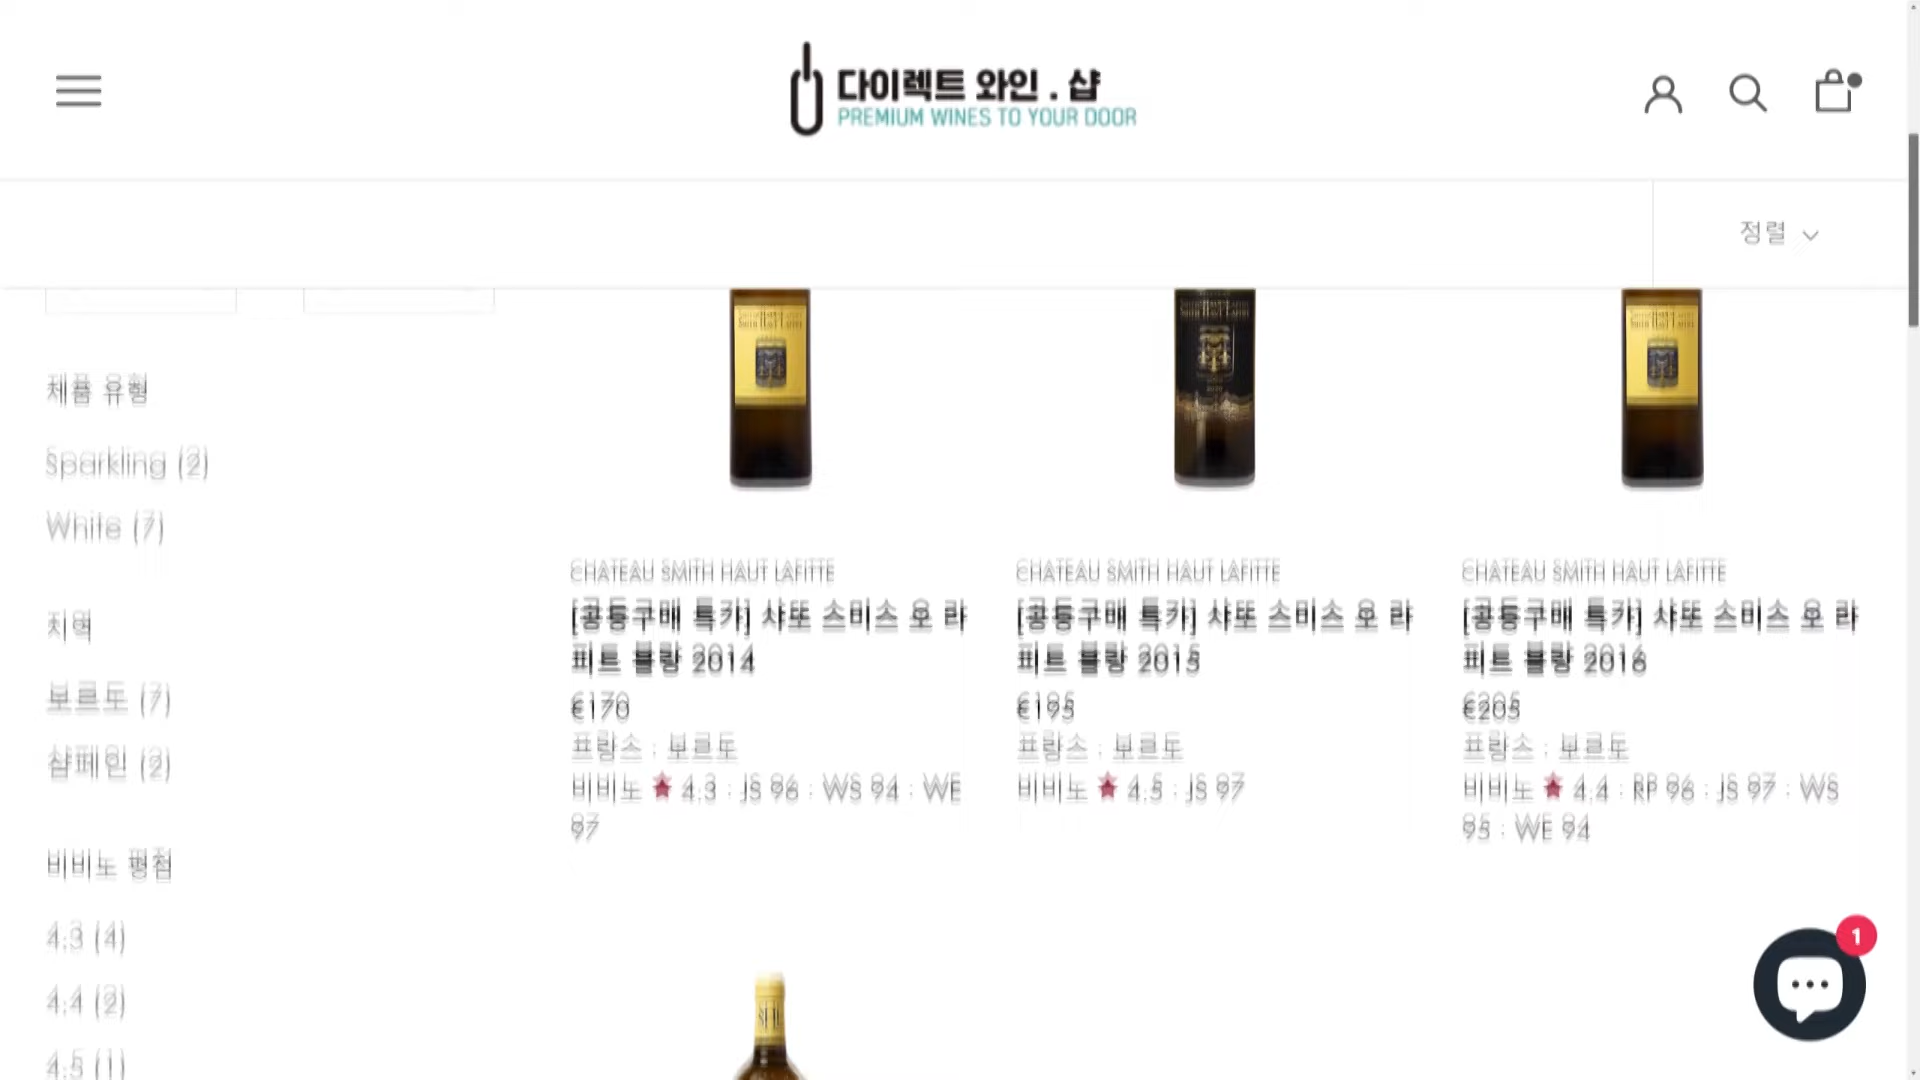 다이렉트 와인 . 샵
PREMIUM WINES TO YOUR DOOR
정렬
제품 유형
Sparkling (2)
White (7)
지역
보르도 (7)
샴페인 (2)
비비노 평점
4.3 (4)
4.4 (2)
4.5 (1)
CHATEAU SMITH HAUT LAFITTE
[공동구매 특가] 샤또 스미스 오 라
피트 블랑 2014
€170
프랑스 : 보르도
비비노 ★ 4.3 : JS 96 : WS 94 : WE
97
CHATEAU SMITH HAUT LAFITTE
[공동구매 특가] 샤또 스미스 오 라
피트 블랑 2015
€195
프랑스 : 보르도
비비노 ★ 4.5 : JS 97
CHATEAU SMITH HAUT LAFITTE
[공동구매 특가] 샤또 스미스 오 라
피트 블랑 2016
€205
프랑스 : 보르도
비비노 ★ 4.4 : RP 96 : JS 97 : WS
95 : WE 94
1